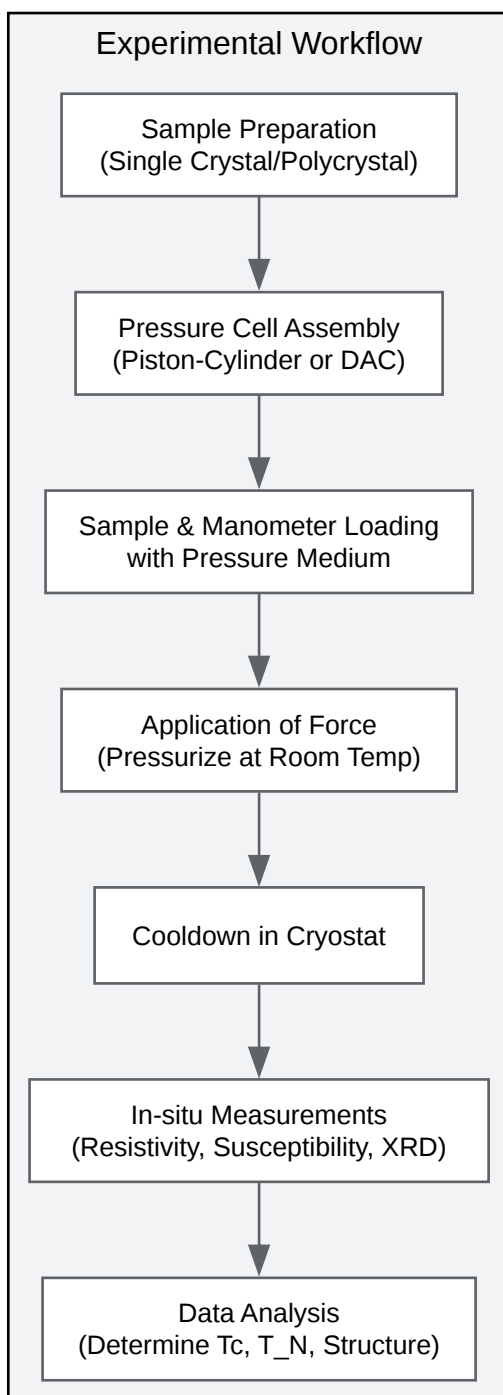 Experimental Workflow
Sample Preparation
(Single Crystal/Polycrystal)
Pressure Cell Assembly
(Piston-Cylinder or DAC)
Sample & Manometer Loading
with Pressure Medium
Application of Force
(Pressurize at Room Temp)
Cooldown in Cryostat
In-situ Measurements
(Resistivity, Susceptibility, XRD)
Data Analysis
(Determine Tc, T_N, Structure)